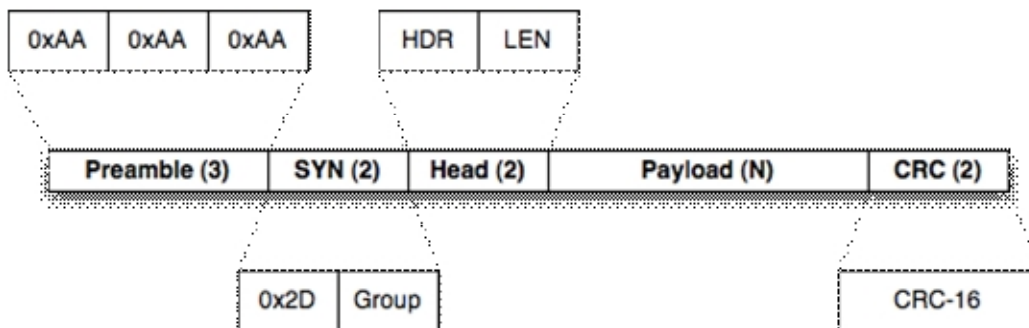 0xAA 0xAA 0xAA HDR LEN
Preamble (3) SYN (2) Head (2) Payload (N) CRC (2)
0x2D Group CRC-16